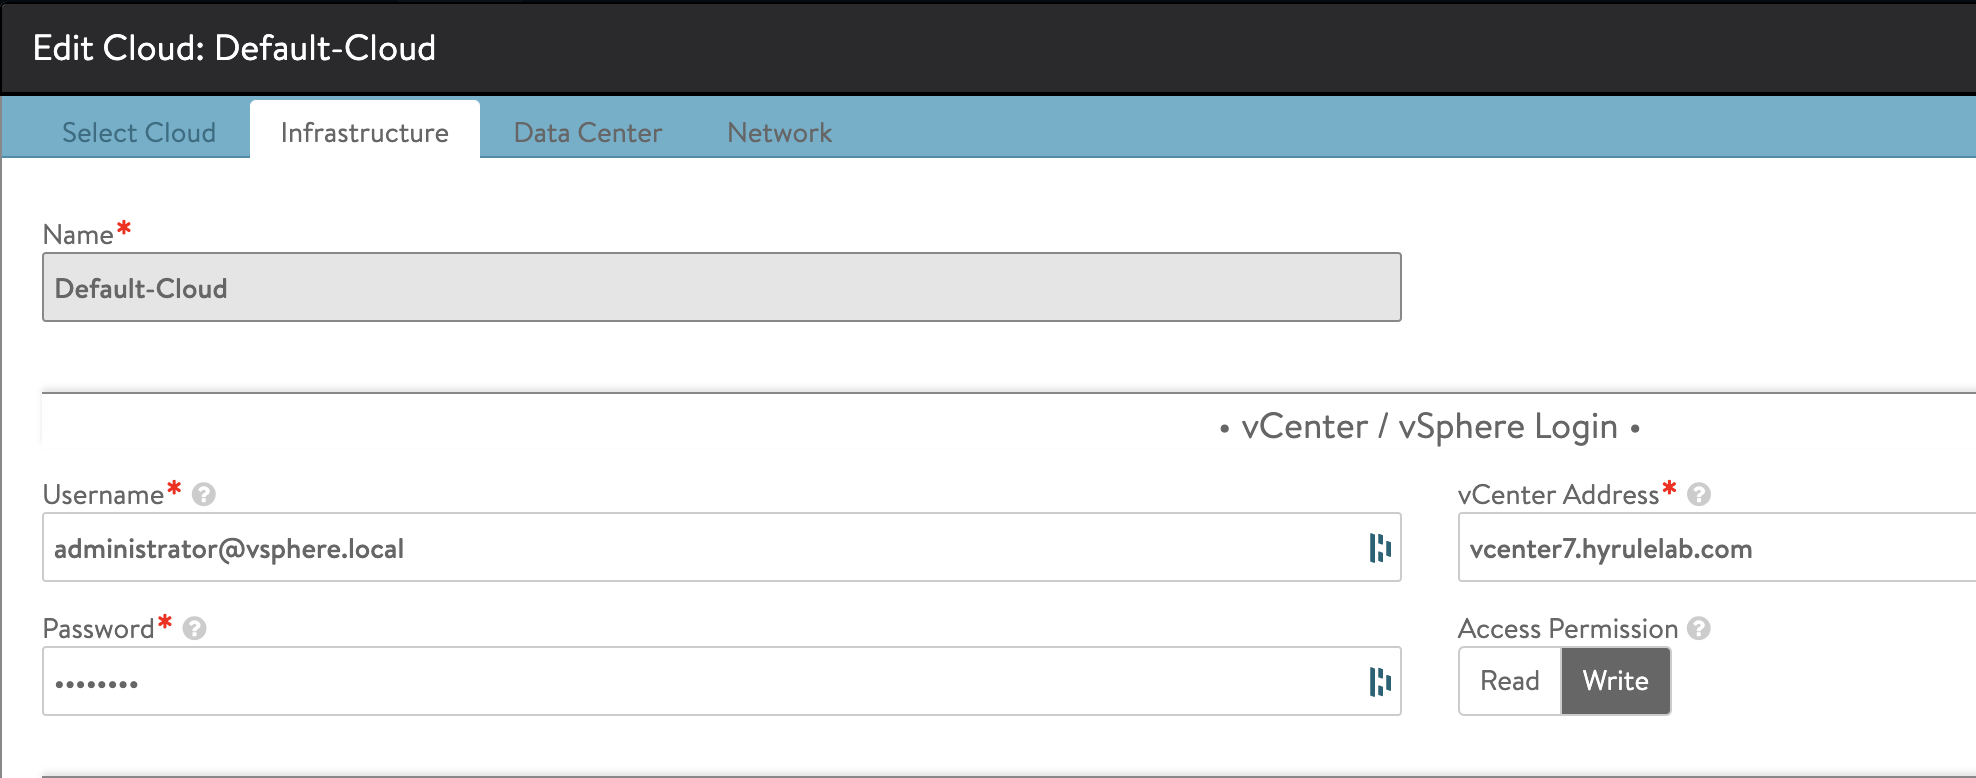 Edit Cloud: Default-Cloud
Select Cloud Infrastructure Data Center Network
Name*
Default-Cloud
• vCenter / vSphere Login •
Username* ?
administrator@vsphere.local
vCenter Address* ?
vcenter7.hyrulelab.com
Password* ?
••••••••
Access Permission ?
Read Write